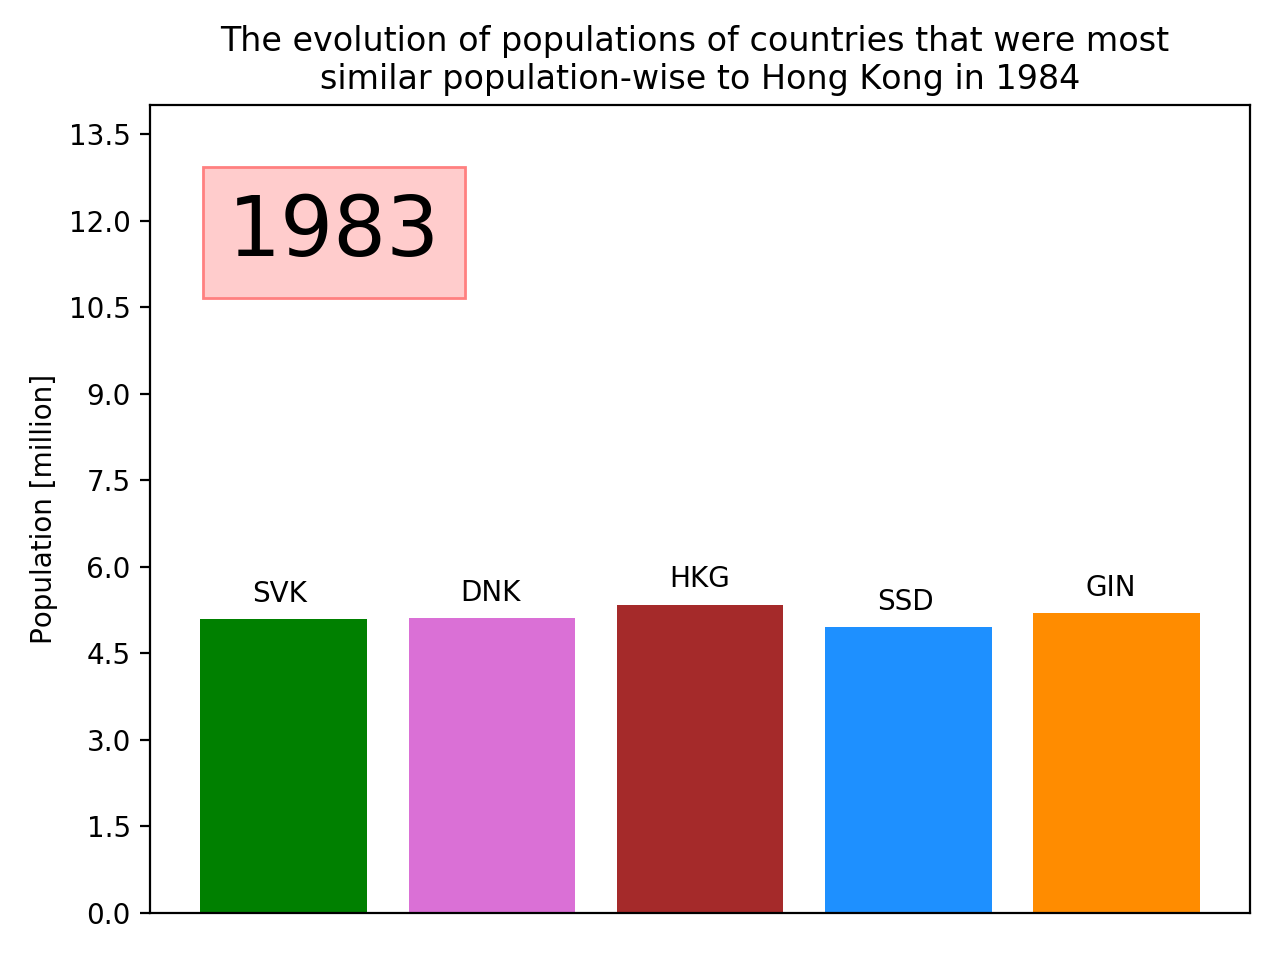 The evolution of populations of countries that were most
similar population-wise to Hong Kong in 1984
13.5
12.0
10.5
9.0
7.5
6.0
4.5
3.0
1.5
0.0
Population [million]
1983
SVK
DNK
HKG
SSD
GIN